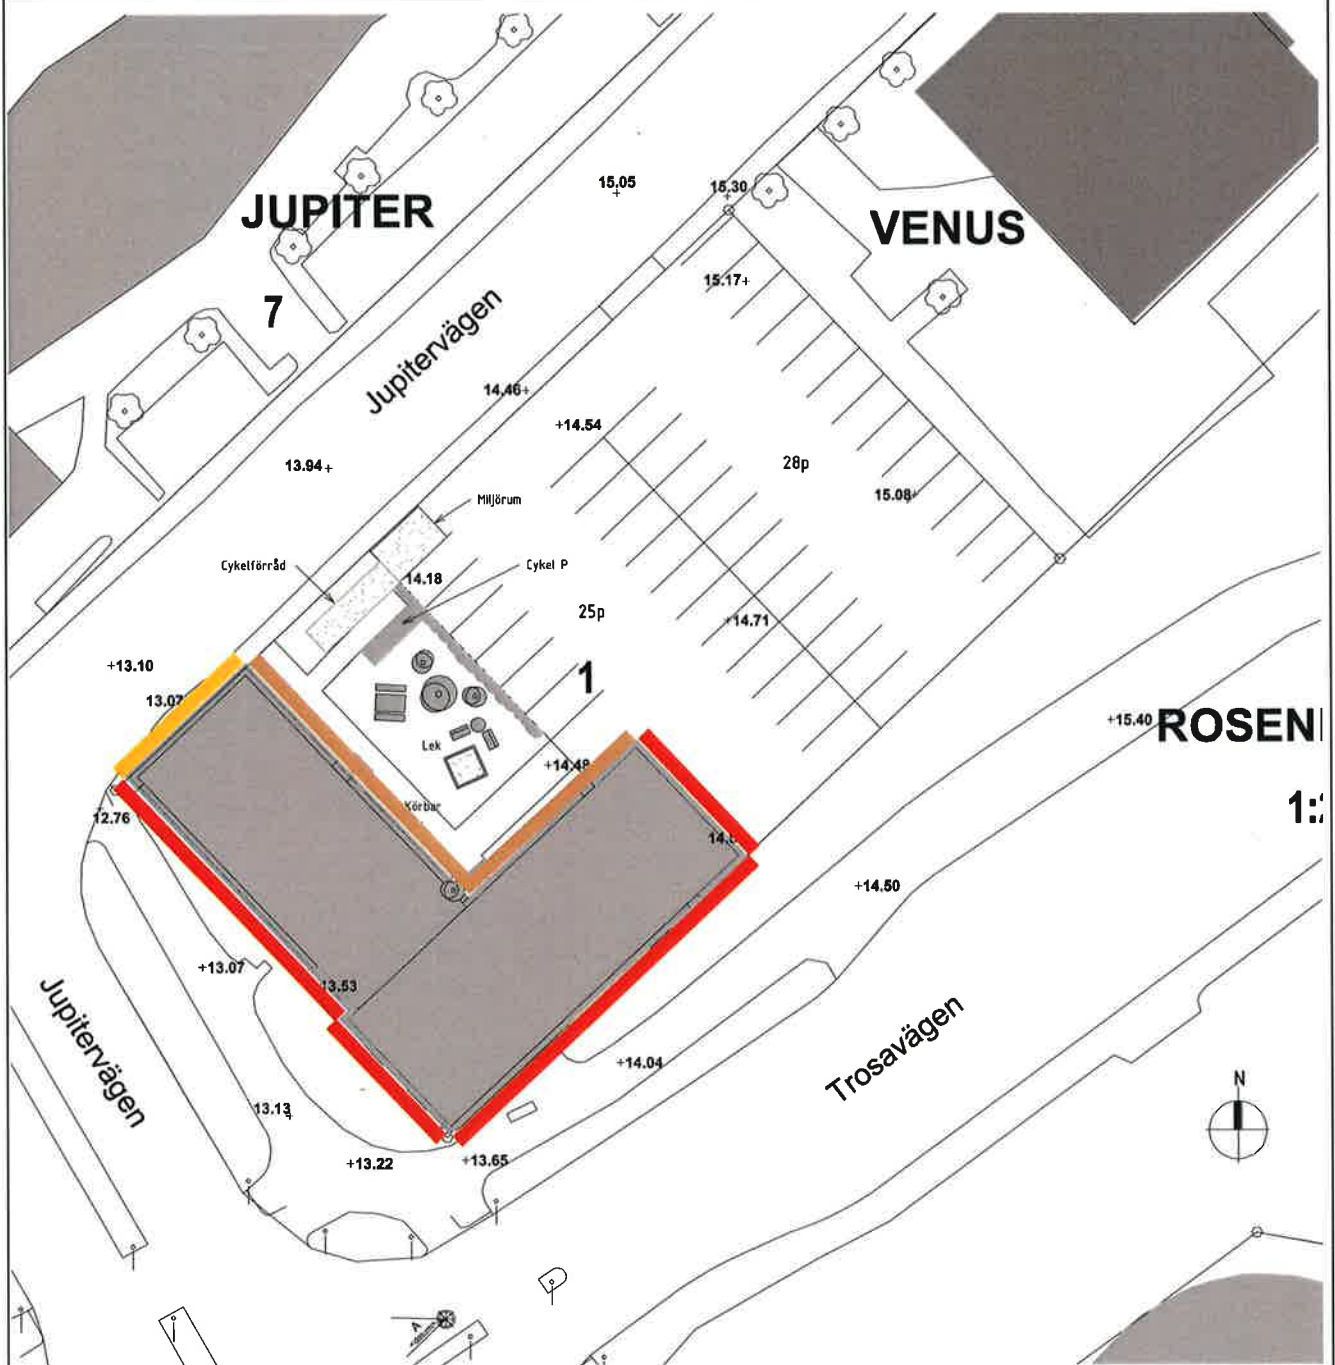 15.05
15.30
JUPITER
VENUS
15.17+
7
Jupitervägen
14.46+
+14.54
13.94+
28p
15.08+
Miljörum
Cykelförråd
Cykel P
14.18
25p
+14.71
+13.10
1
13.07
+15.40
Lek
+14.48
Körbar
12.76
+14.50
+13.07
13.53
Jupitervägen
Trosavägen
+14.04
N
13.13
+13.22
+13.65
A